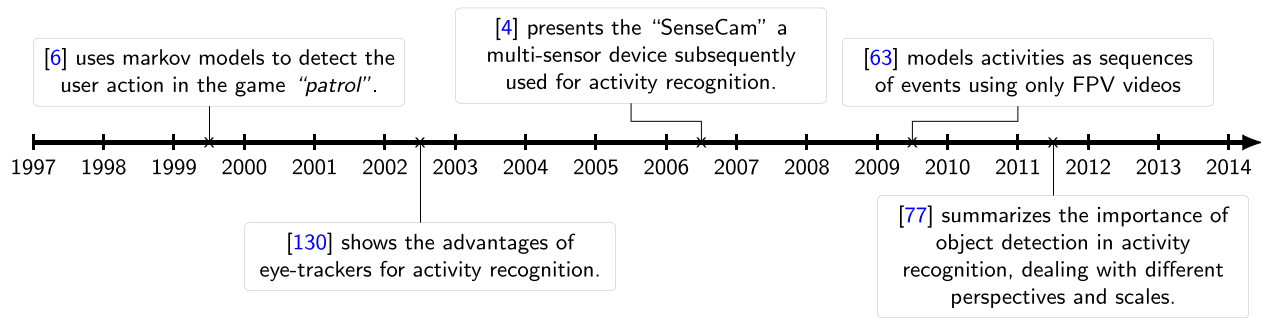 [6] uses markov models to detect the
user action in the game “patrol”.
[4] presents the “SenseCam” a
multi-sensor device subsequently
used for activity recognition.
[63] models activities as sequences
of events using only FPV videos
1997 1998 1999 2000 2001 2002 2003 2004 2005 2006 2007 2008 2009 2010 2011 2012 2013 2014
[130] shows the advantages of
eye-trackers for activity recognition.
[77] summarizes the importance of
object detection in activity
recognition, dealing with different
perspectives and scales.